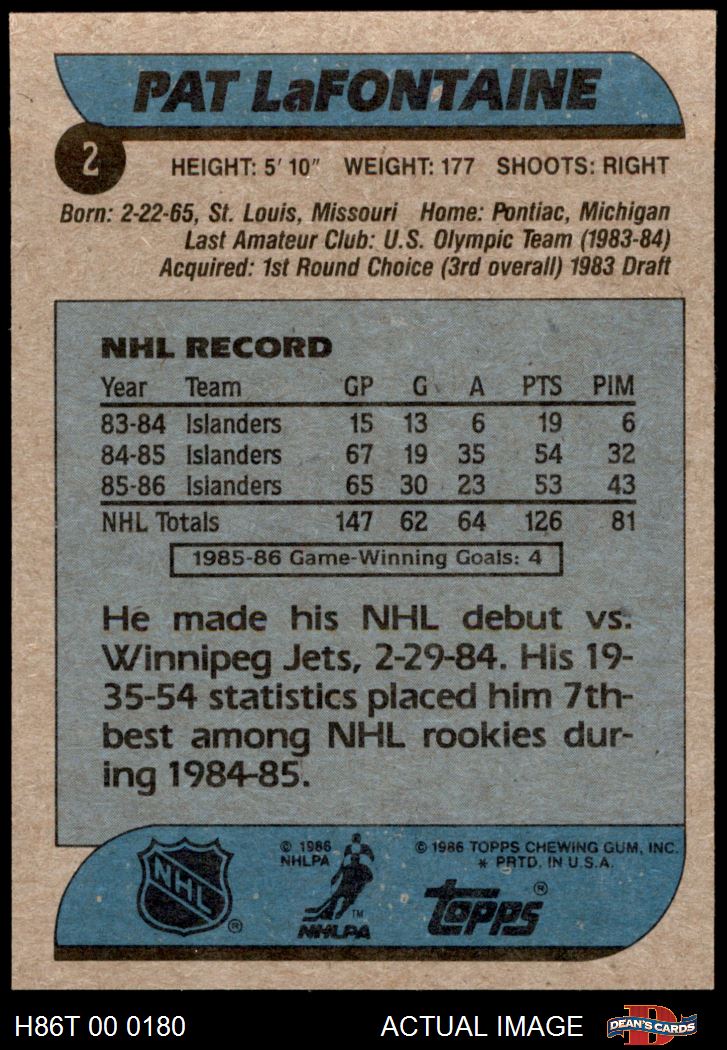 PAT LaFONTAINE
2
HEIGHT: 5' 10" WEIGHT: 177 SHOOTS: RIGHT
Born: 2-22-65, St. Louis, Missouri Home: Pontiac, Michigan
Last Amateur Club: U.S. Olympic Team (1983-84)
Acquired: 1st Round Choice (3rd overall) 1983 Draft
NHL RECORD
Year Team GP G A PTS PIM
83-84 Islanders 15 13 6 19 6
84-85 Islanders 67 19 35 54 32
85-86 Islanders 65 30 23 53 43
NHL Totals 147 62 64 126 81
1985-86 Game-Winning Goals: 4
He made his NHL debut vs.
Winnipeg Jets, 2-29-84. His 19-
35-54 statistics placed him 7th-
best among NHL rookies dur-
ing 1984-85.
NHL ®
© 1986
NHLPA
TM
NHLPA
© 1986 TOPPS CHEWING GUM, INC.
* PRTD. IN U.S.A.
topps ®
H86T 00 0180 ACTUAL IMAGE
D
DEAN'S CARDS